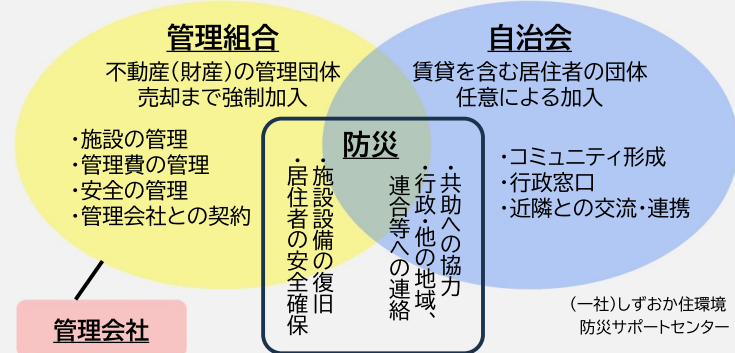 管理組合
不動産(財産)の管理団体
売却まで強制加入
・施設の管理
・管理費の管理
・安全の管理
・管理会社との契約
管理会社
防災
・施設設備の復旧
・居住者の安全確保
・共助への協力
・行政・他の地域、
連合等への連絡
自治会
賃貸を含む居住者の団体
任意による加入
・コミュニティ形成
・行政窓口
・近隣との交流・連携
(一社)しずおか住環境
防災サポートセンター